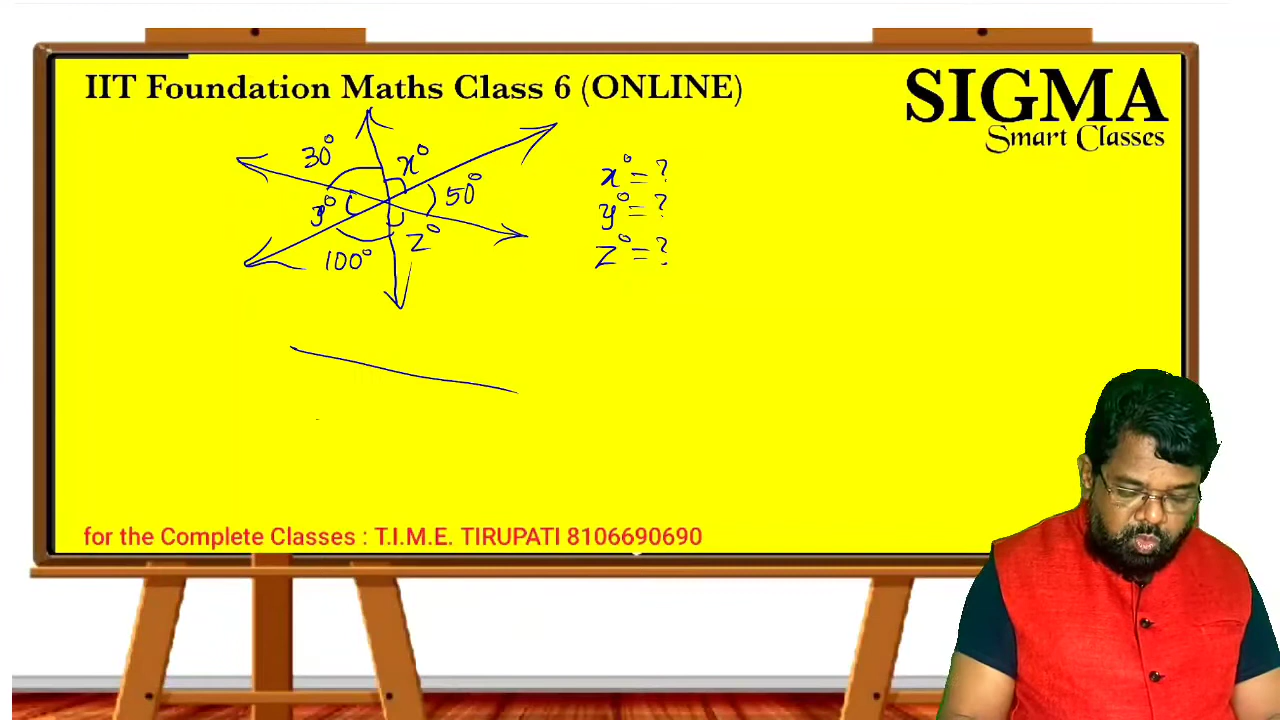 IIT Foundation Maths Class 6 (ONLINE)
SIGMA
Smart Classes
30°
x°
50°
y°
z°
100°
x° = ?
y° = ?
z° = ?
for the Complete Classes : T.I.M.E. TIRUPATI 8106690690